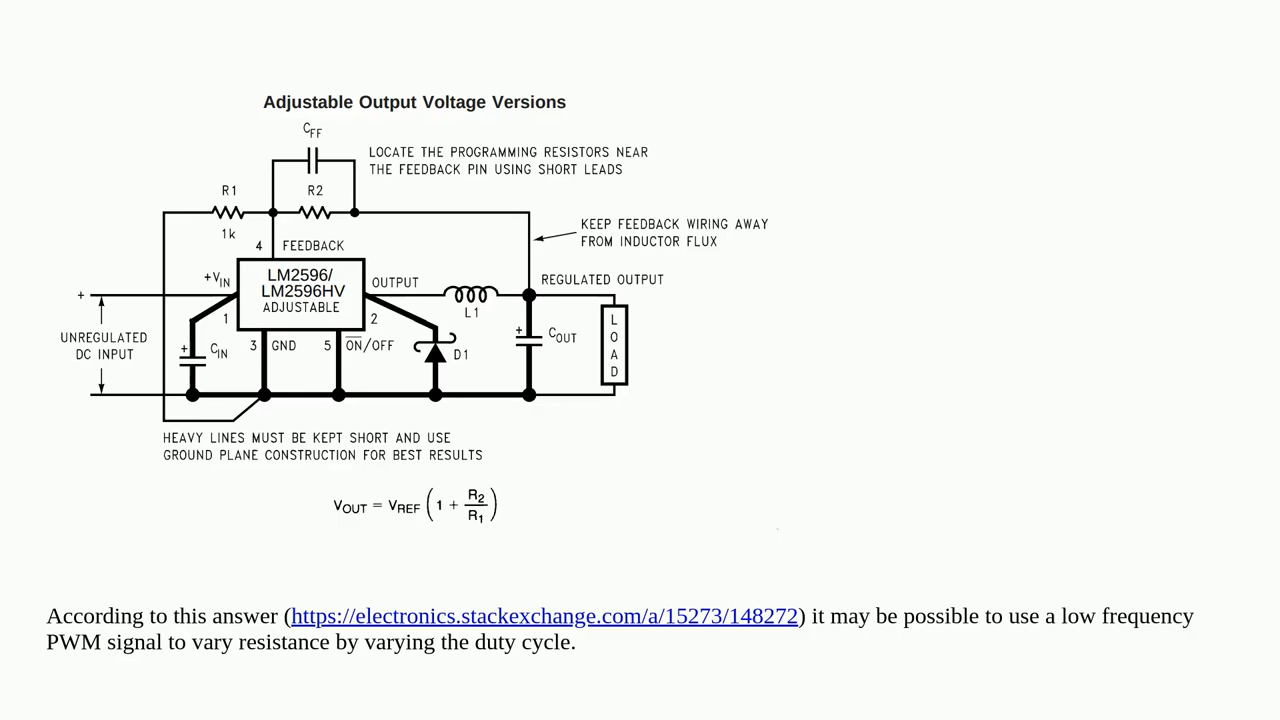 Adjustable Output Voltage Versions
CFF
LOCATE THE PROGRAMMING RESISTORS NEAR
THE FEEDBACK PIN USING SHORT LEADS
R1
R2
1k
KEEP FEEDBACK WIRING AWAY
FROM INDUCTOR FLUX
4 FEEDBACK
+VIN
LM2596/
LM2596HV
ADJUSTABLE
OUTPUT
REGULATED OUTPUT
+
L1
1
2
UNREGULATED
DC INPUT
+
CIN
3 GND
5 ON/OFF
D1
+
COUT
LOAD
HEAVY LINES MUST BE KEPT SHORT AND USE
GROUND PLANE CONSTRUCTION FOR BEST RESULTS
VOUT = VREF (1 + R2/R1)
According to this answer (https://electronics.stackexchange.com/a/15273/148272) it may be possible to use a low frequency
PWM signal to vary resistance by varying the duty cycle.